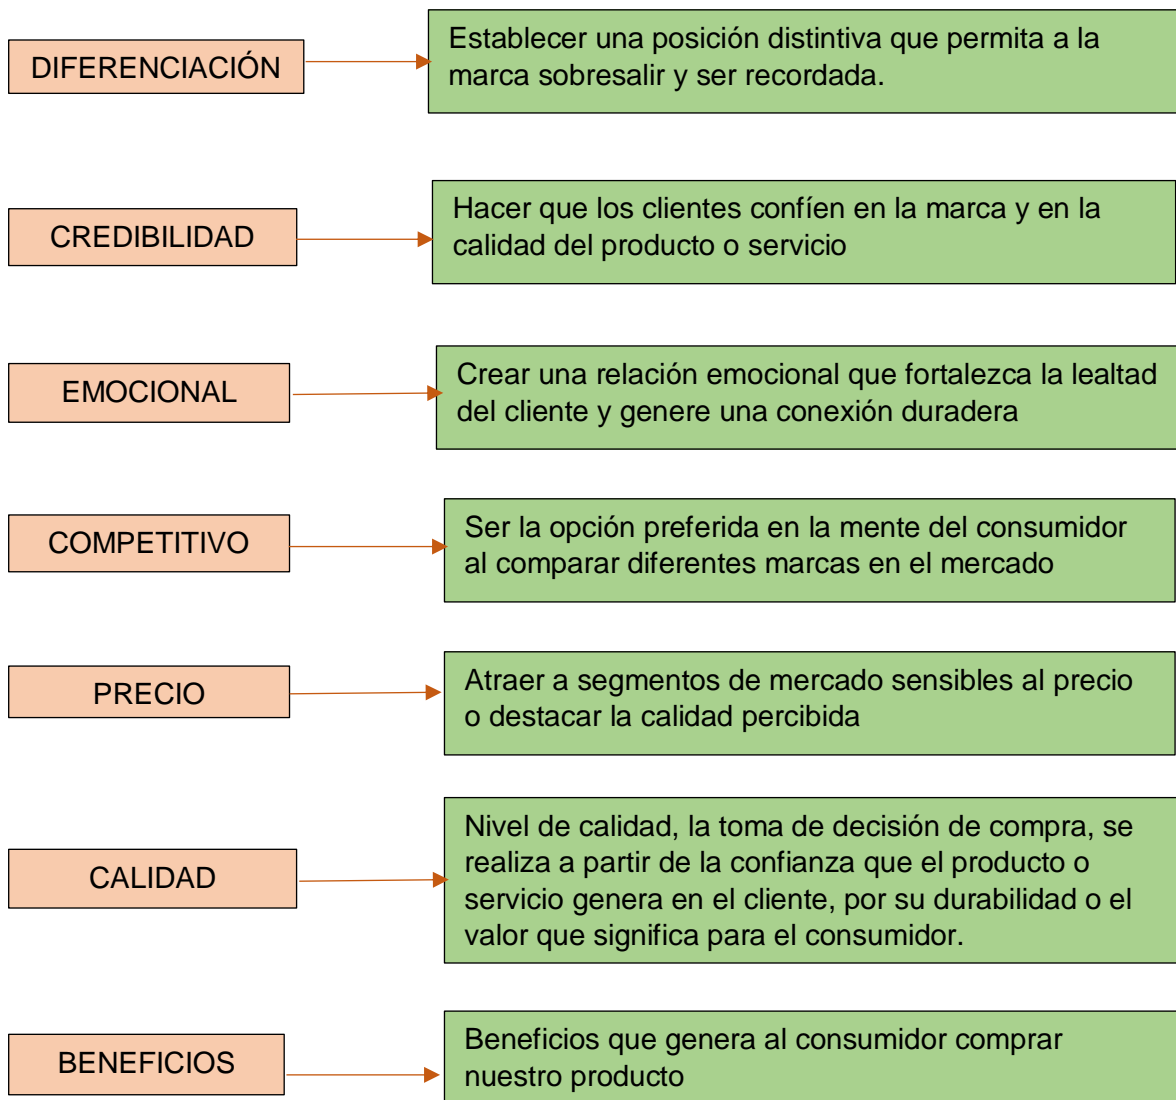 DIFERENCIACIÓN
Establecer una posición distintiva que permita a la
marca sobresalir y ser recordada.
CREDIBILIDAD
Hacer que los clientes confíen en la marca y en la
calidad del producto o servicio
EMOCIONAL
Crear una relación emocional que fortalezca la lealtad
del cliente y genere una conexión duradera
COMPETITIVO
Ser la opción preferida en la mente del consumidor
al comparar diferentes marcas en el mercado
PRECIO
Atraer a segmentos de mercado sensibles al precio
o destacar la calidad percibida
CALIDAD
Nivel de calidad, la toma de decisión de compra, se
realiza a partir de la confianza que el producto o
servicio genera en el cliente, por su durabilidad o el
valor que significa para el consumidor.
BENEFICIOS
Beneficios que genera al consumidor comprar
nuestro producto